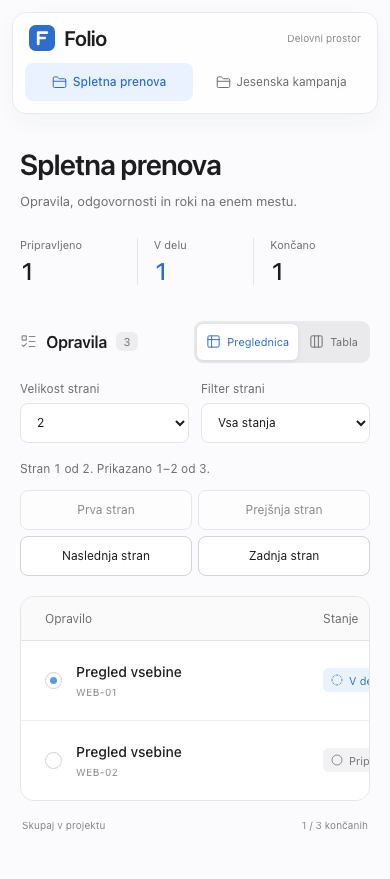 F Folio
Delovni prostor
Spletna prenova
Jesenska kampanja
Spletna prenova
Opravila, odgovornosti in roki na enem mestu.
Pripravljeno V delu Končano
1 1 1
Opravila 3
Preglednica Tabla
Velikost strani Filter strani
2 Vsa stanja
Stran 1 od 2. Prikazano 1–2 od 3.
Prva stran Prejšnja stran
Naslednja stran Zadnja stran
Opravilo Stanje
Pregled vsebine
WEB-01
V de
Pregled vsebine
WEB-02
Prip
Skupaj v projektu 1 / 3 končanih